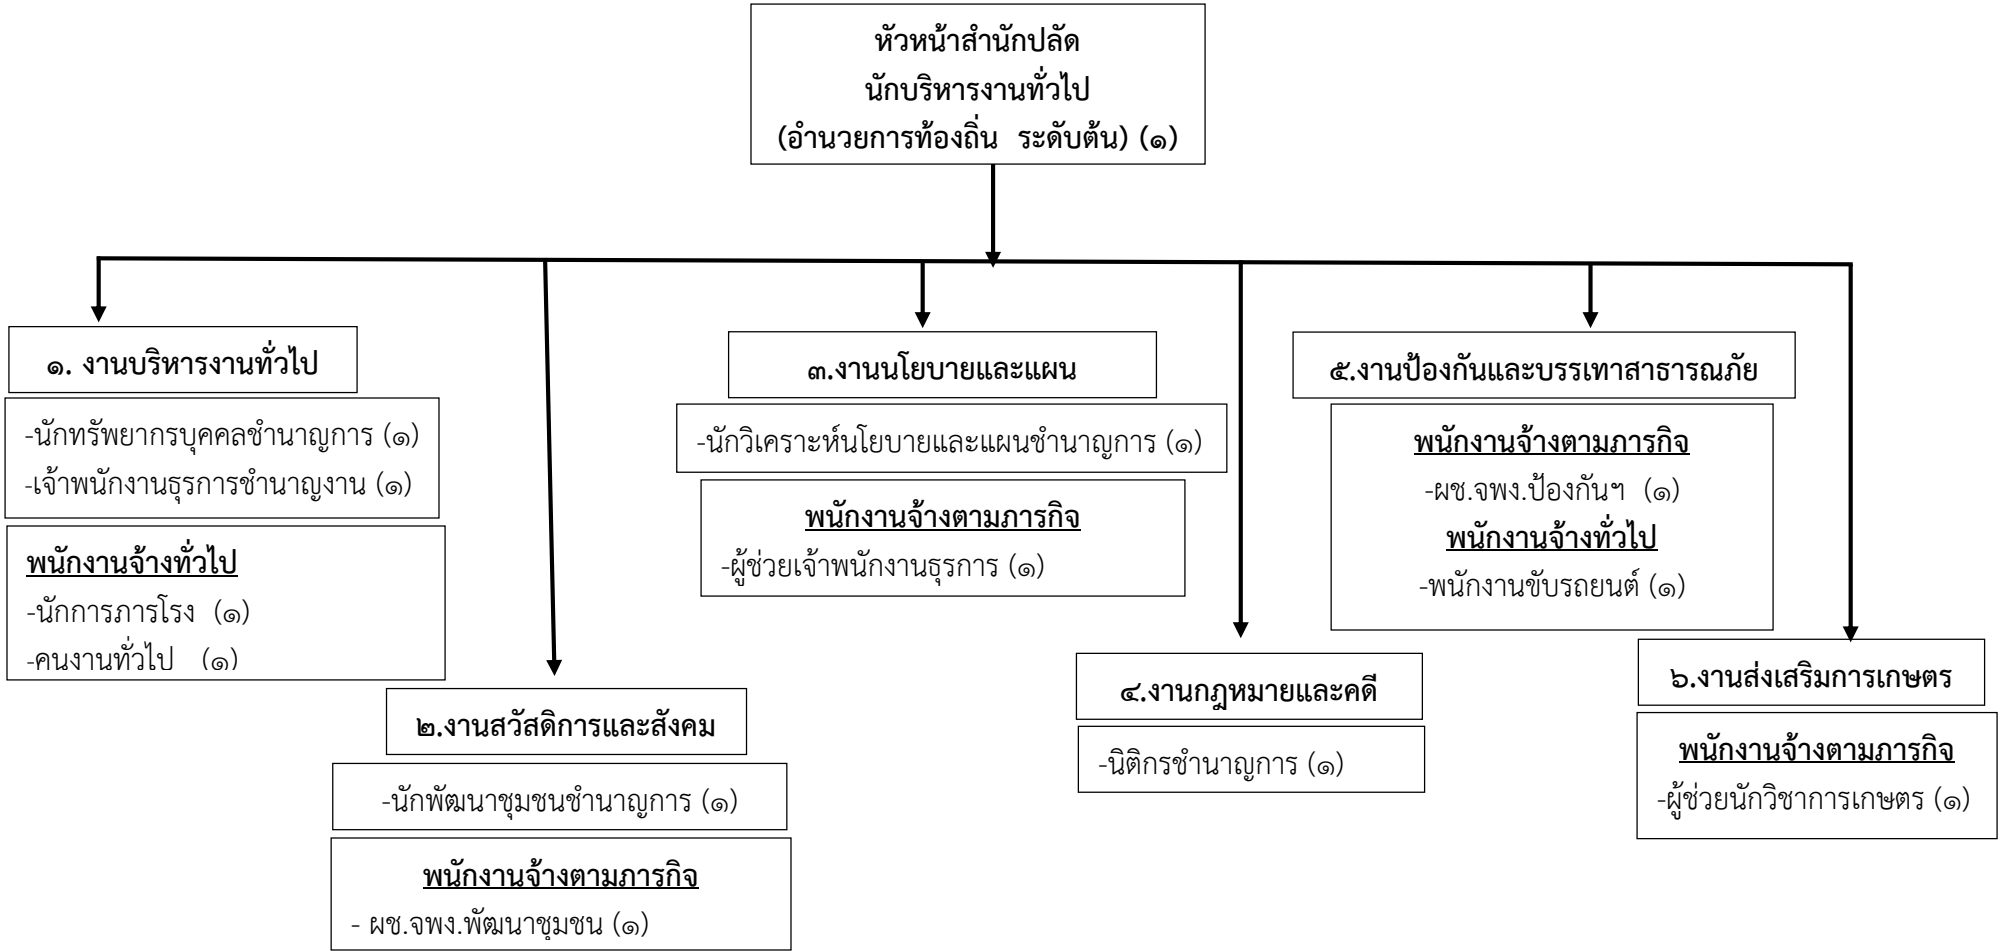 หัวหน้าสำนักปลัด
นักบริหารงานทั่วไป
(อำนวยการท้องถิ่น ระดับต้น) (๑)
๑. งานบริหารงานทั่วไป
-นักทรัพยากรบุคคลชำนาญการ (๑)
-เจ้าพนักงานธุรการชำนาญงาน (๑)
พนักงานจ้างทั่วไป
-นักการภารโรง (๑)
-คนงานทั่วไป (๑)
๒.งานสวัสดิการและสังคม
-นักพัฒนาชุมชนชำนาญการ (๑)
พนักงานจ้างตามภารกิจ
- ผช.จพง.พัฒนาชุมชน (๑)
๓.งานนโยบายและแผน
-นักวิเคราะห์นโยบายและแผนชำนาญการ (๑)
พนักงานจ้างตามภารกิจ
-ผู้ช่วยเจ้าพนักงานธุรการ (๑)
๔.งานกฎหมายและคดี
-นิติกรชำนาญการ (๑)
๕.งานป้องกันและบรรเทาสาธารณภัย
พนักงานจ้างตามภารกิจ
-ผช.จพง.ป้องกันฯ (๑)
พนักงานจ้างทั่วไป
-พนักงานขับรถยนต์ (๑)
๖.งานส่งเสริมการเกษตร
พนักงานจ้างตามภารกิจ
-ผู้ช่วยนักวิชาการเกษตร (๑)